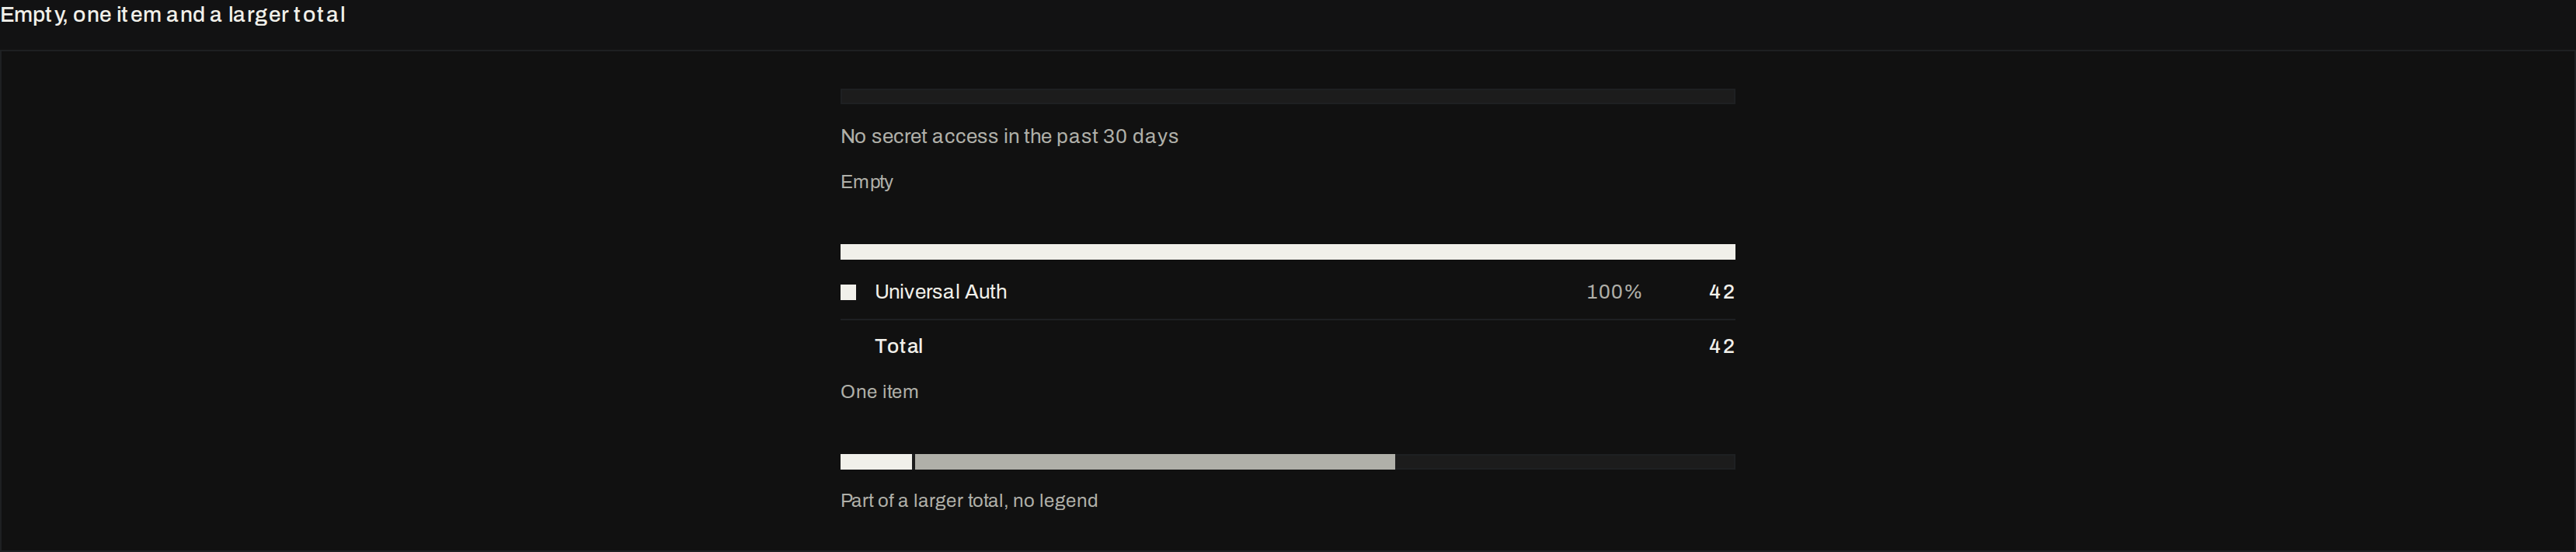 Empty, one item and a larger total
No secret access in the past 30 days
Empty
Universal Auth 100% 42
Total 42
One item
Part of a larger total, no legend